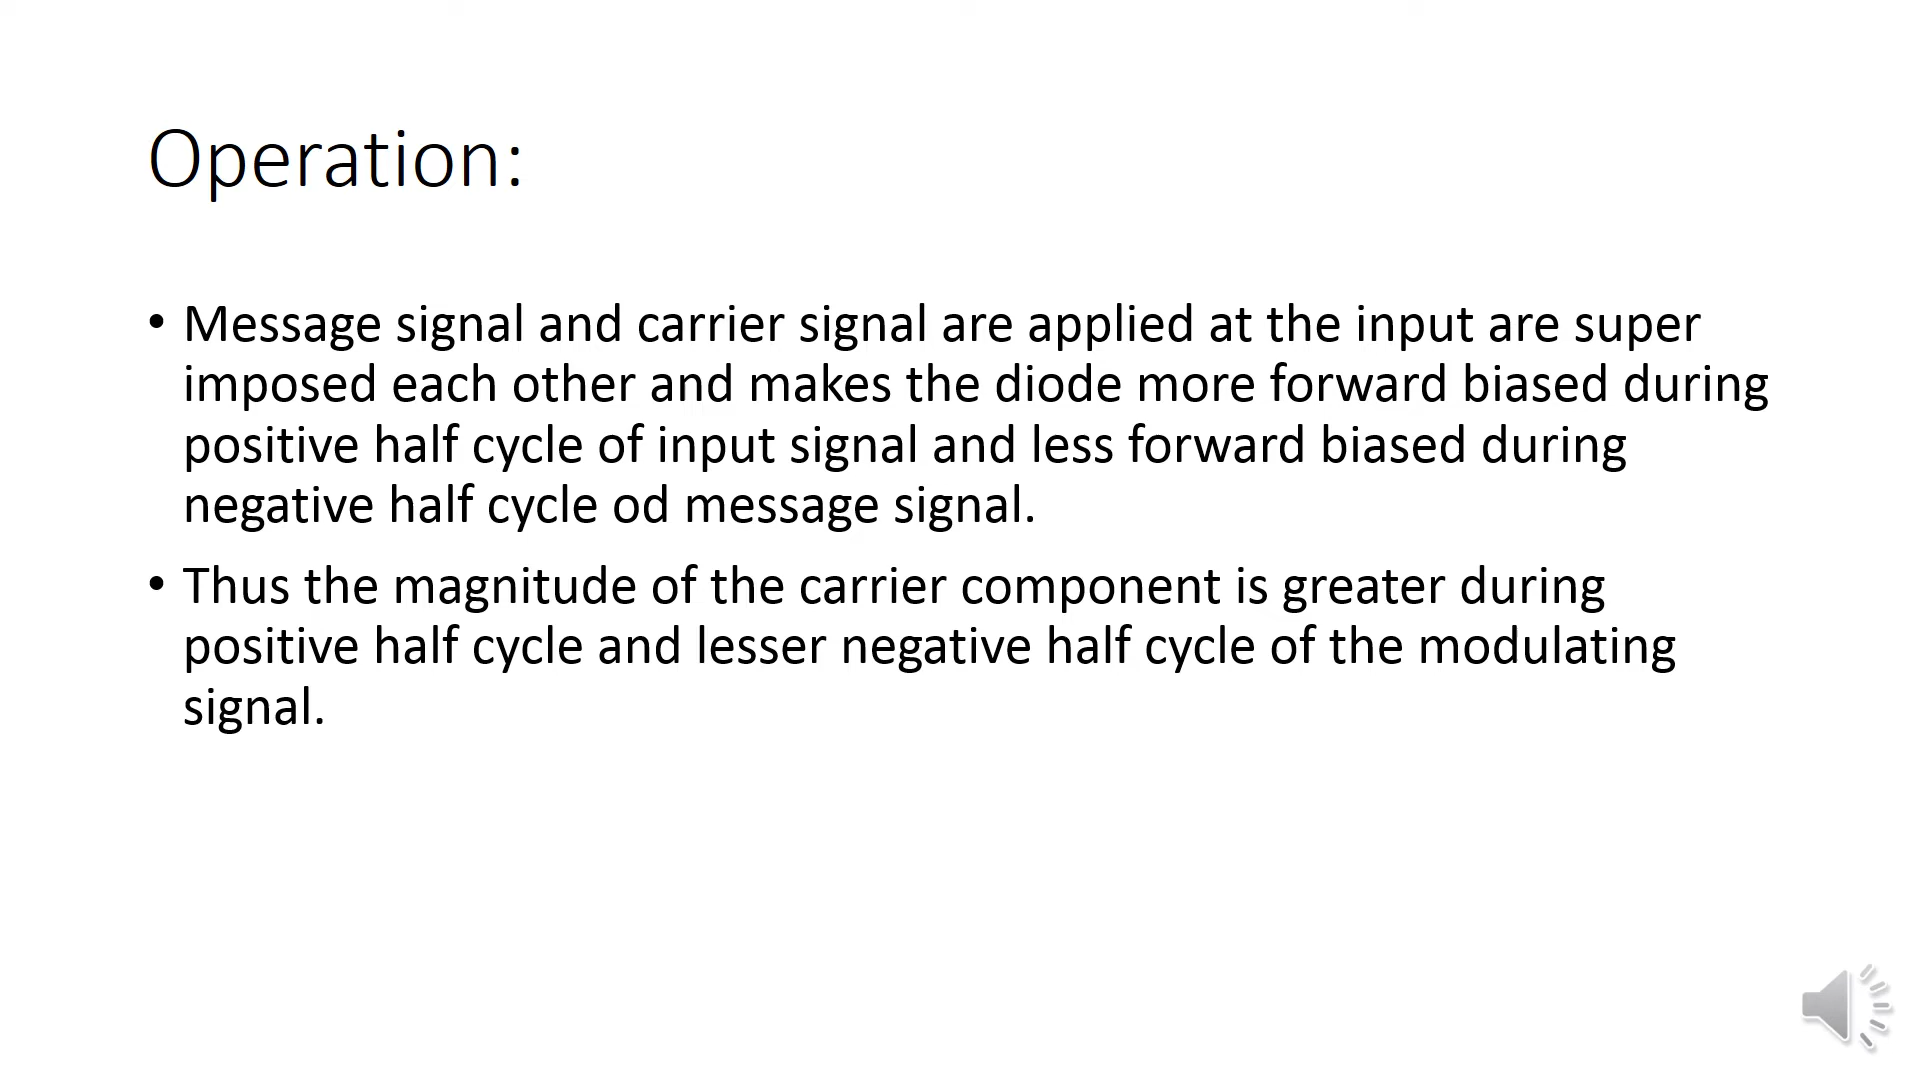 Operation:
• Message signal and carrier signal are applied at the input are super
imposed each other and makes the diode more forward biased during
positive half cycle of input signal and less forward biased during
negative half cycle od message signal.
• Thus the magnitude of the carrier component is greater during
positive half cycle and lesser negative half cycle of the modulating
signal.